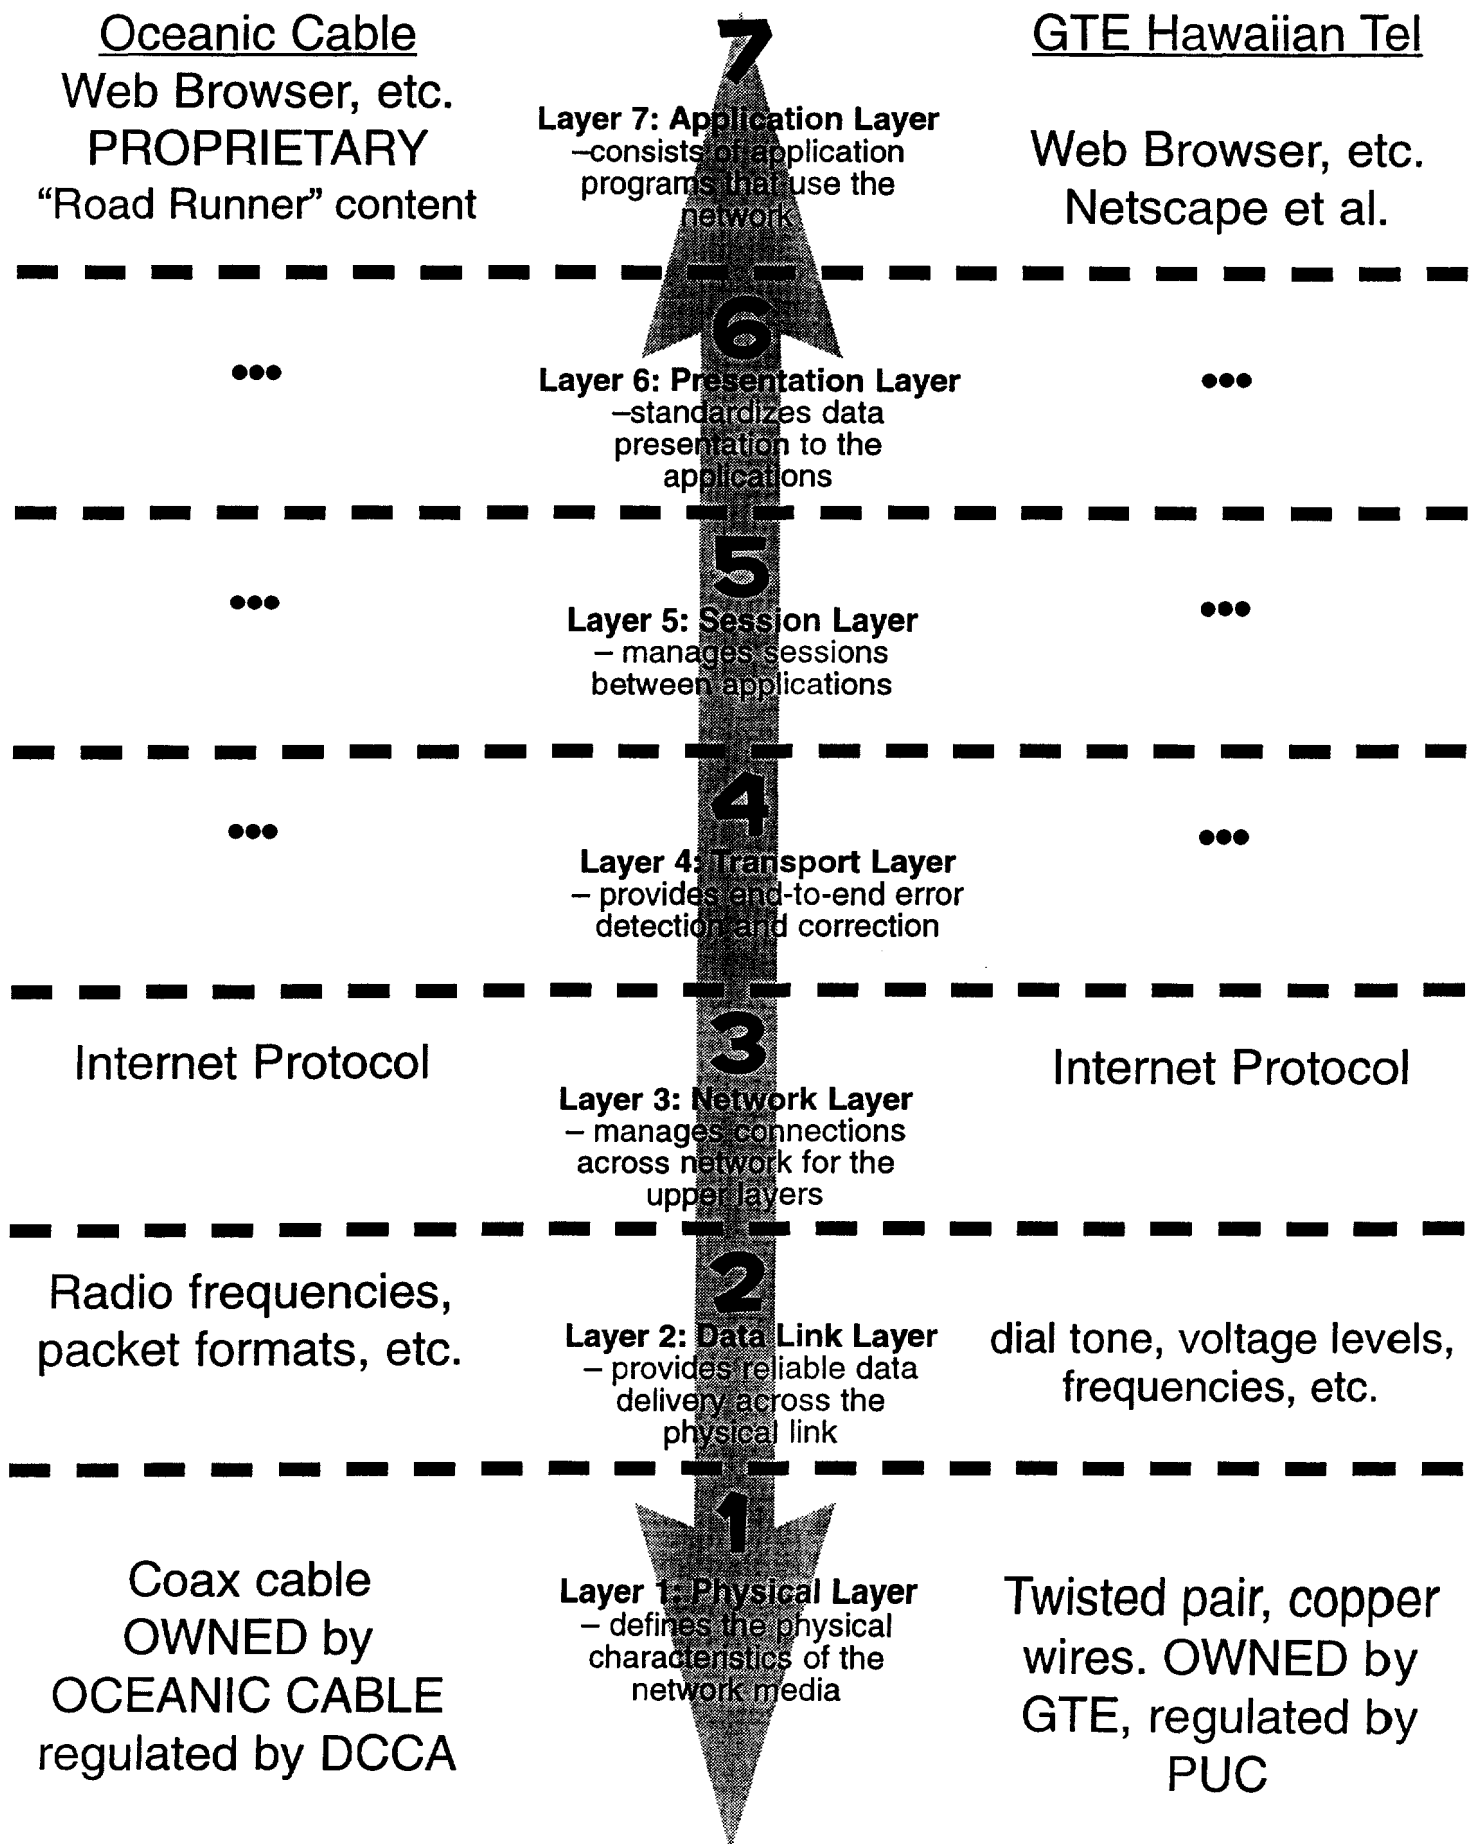 Oceanic Cable
7
GTE Hawaiian Tel
Web Browser, etc.
PROPRIETARY
“Road Runner” content
Layer 7: Application Layer
–consists of application
programs that use the
network
Web Browser, etc.
Netscape et al.
•••
6
Layer 6: Presentation Layer
–standardizes data
presentation to the
applications
•••
•••
5
Layer 5: Session Layer
– manages sessions
between applications
•••
•••
4
Layer 4: Transport Layer
– provides end-to-end error
detection and correction
•••
Internet Protocol
3
Layer 3: Network Layer
– manages connections
across network for the
upper layers
Internet Protocol
Radio frequencies,
packet formats, etc.
2
Layer 2: Data Link Layer
– provides reliable data
delivery across the
physical link
dial tone, voltage levels,
frequencies, etc.
Coax cable
OWNED by
OCEANIC CABLE
regulated by DCCA
1
Layer 1: Physical Layer
– defines the physical
characteristics of the
network media
Twisted pair, copper
wires. OWNED by
GTE, regulated by
PUC